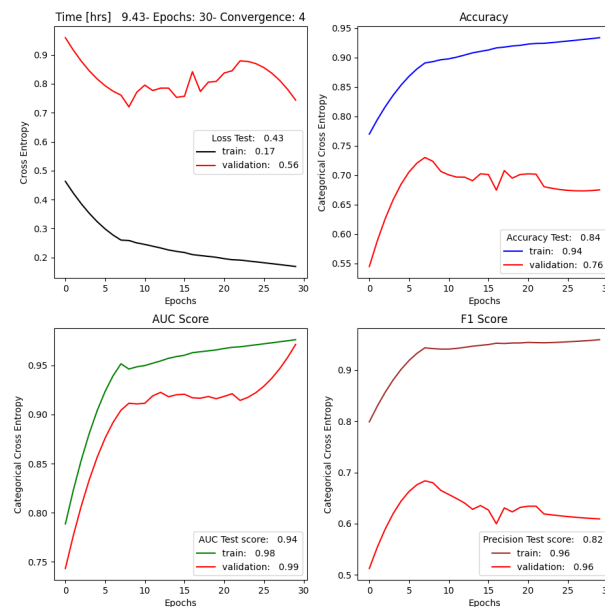 Time [hrs]   9.43- Epochs: 30- Convergence: 4
Cross Entropy
0.9
0.8
0.7
0.6
0.5
0.4
0.3
0.2
Loss Test:   0.43
train:   0.17
validation:   0.56
0
5
10
15
20
25
30
Epochs
Accuracy
Categorical Cross Entropy
0.95
0.90
0.85
0.80
0.75
0.70
0.65
0.60
0.55
Accuracy Test:   0.84
train:   0.94
validation: 0.76
0
5
10
15
20
25
30
Epochs
AUC Score
Categorical Cross Entropy
0.95
0.90
0.85
0.80
0.75
AUC Test score:   0.94
train:   0.98
validation:   0.99
0
5
10
15
20
25
30
Epochs
F1 Score
Categorical Cross Entropy
0.9
0.8
0.7
0.6
0.5
Precision Test score:   0.82
train:   0.96
validation:   0.96
0
5
10
15
20
25
30
Epochs